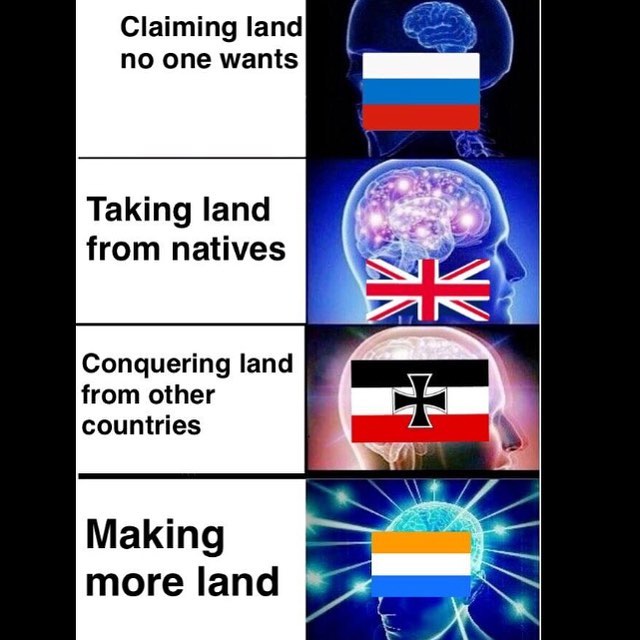 Claiming land
no one wants
Taking land
from natives
Conquering land
from other
countries
Making
more land